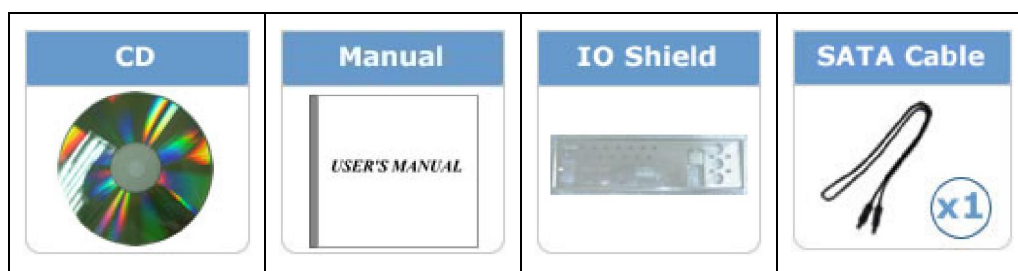 CD
Manual
IO Shield
SATA Cable
USER'S MANUAL
x1